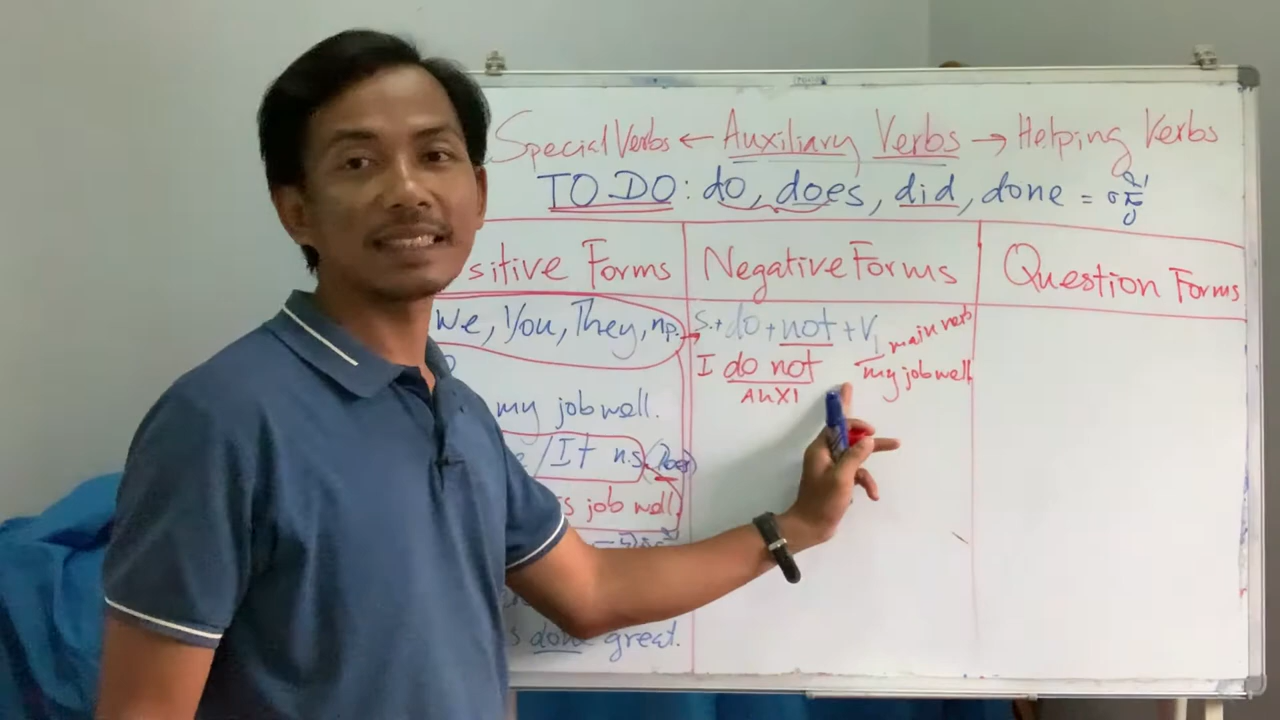 Special Verbs ← Auxiliary Verbs → Helping Verbs
TO DO: do, does, did, done =
sitive Forms
We, You, They, np.
my job well.
/It n.s.
s job well.
s done great.
Negative Forms
S.+do+not+V1 main verb
I do not my job well
AUXI
Question Forms